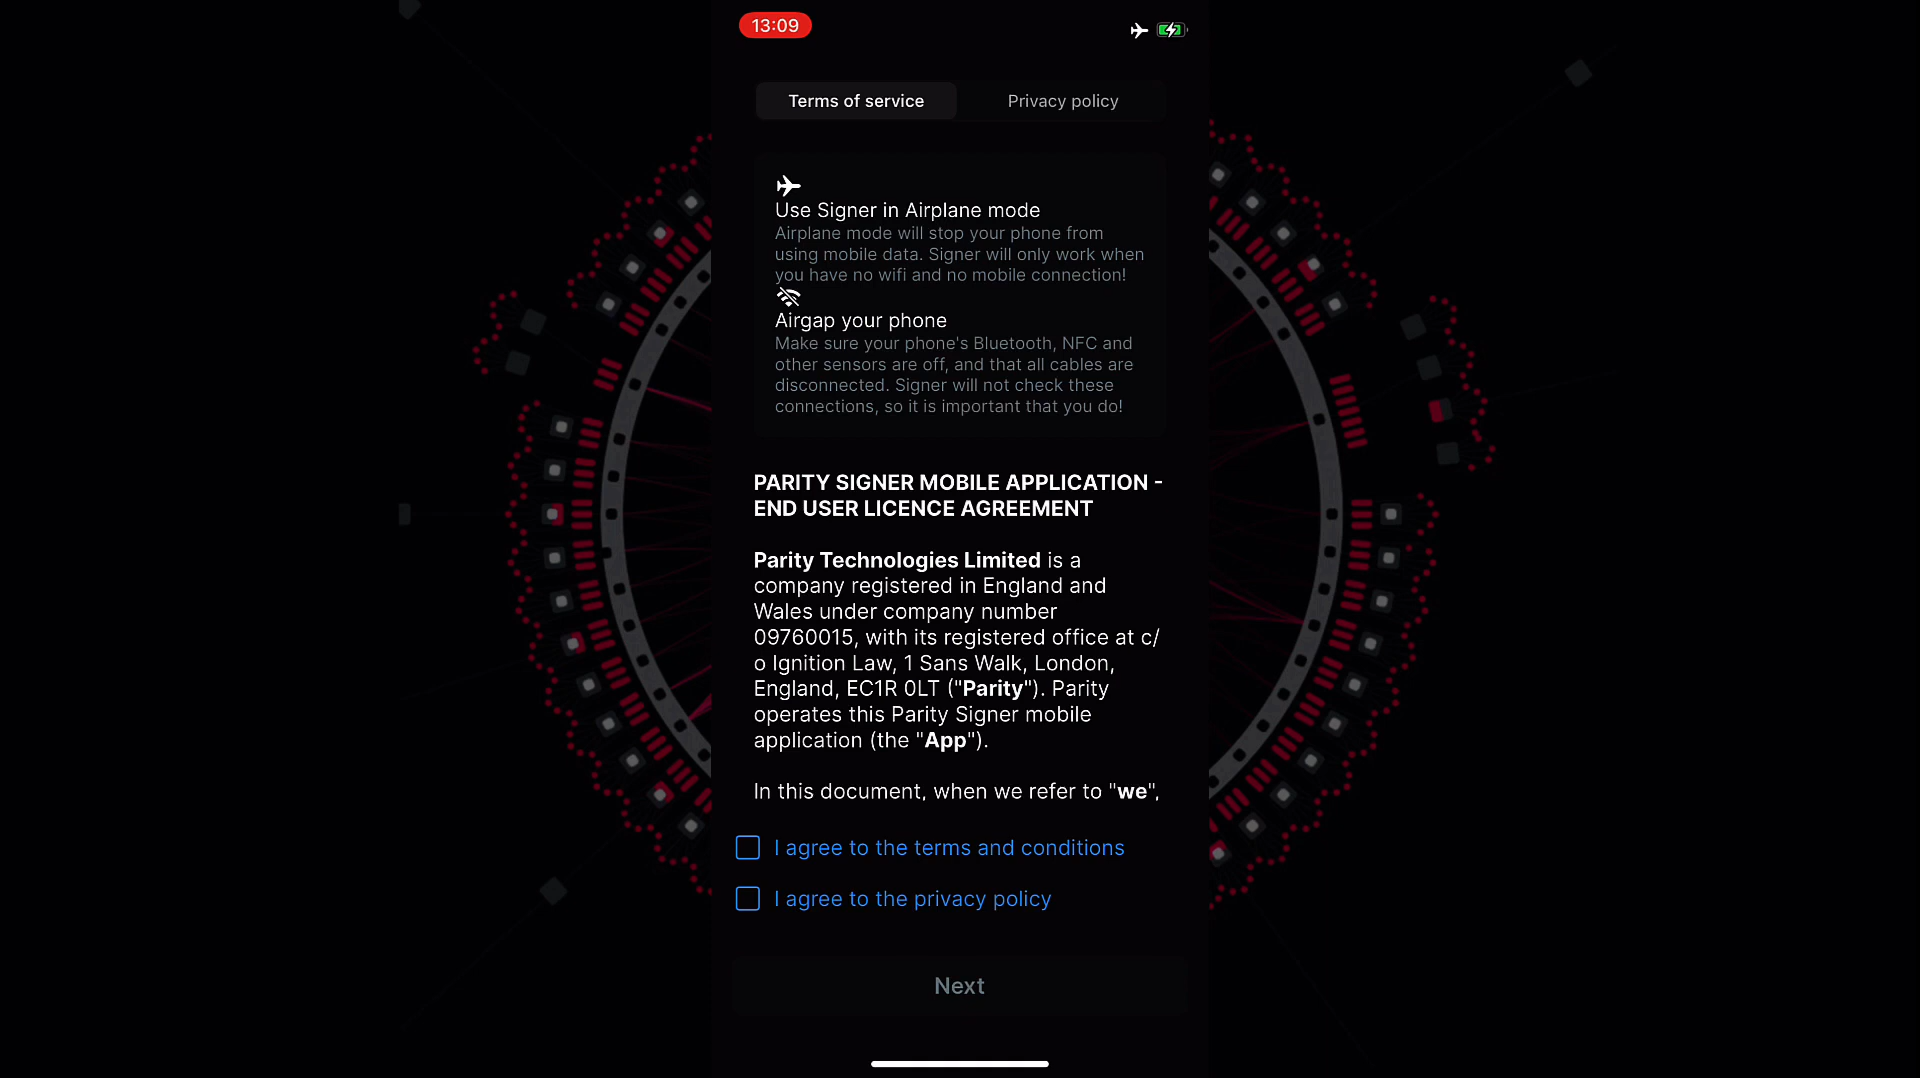 13:09
Terms of service
Privacy policy
Use Signer in Airplane mode
Airplane mode will stop your phone from
using mobile data. Signer will only work when
you have no wifi and no mobile connection!
Airgap your phone
Make sure your phone's Bluetooth, NFC and
other sensors are off, and that all cables are
disconnected. Signer will not check these
connections, so it is important that you do!
PARITY SIGNER MOBILE APPLICATION -
END USER LICENCE AGREEMENT
Parity Technologies Limited is a
company registered in England and
Wales under company number
09760015, with its registered office at c/
o Ignition Law, 1 Sans Walk, London,
England, EC1R 0LT ("Parity"). Parity
operates this Parity Signer mobile
application (the "App").
In this document, when we refer to "we",
I agree to the terms and conditions
I agree to the privacy policy
Next